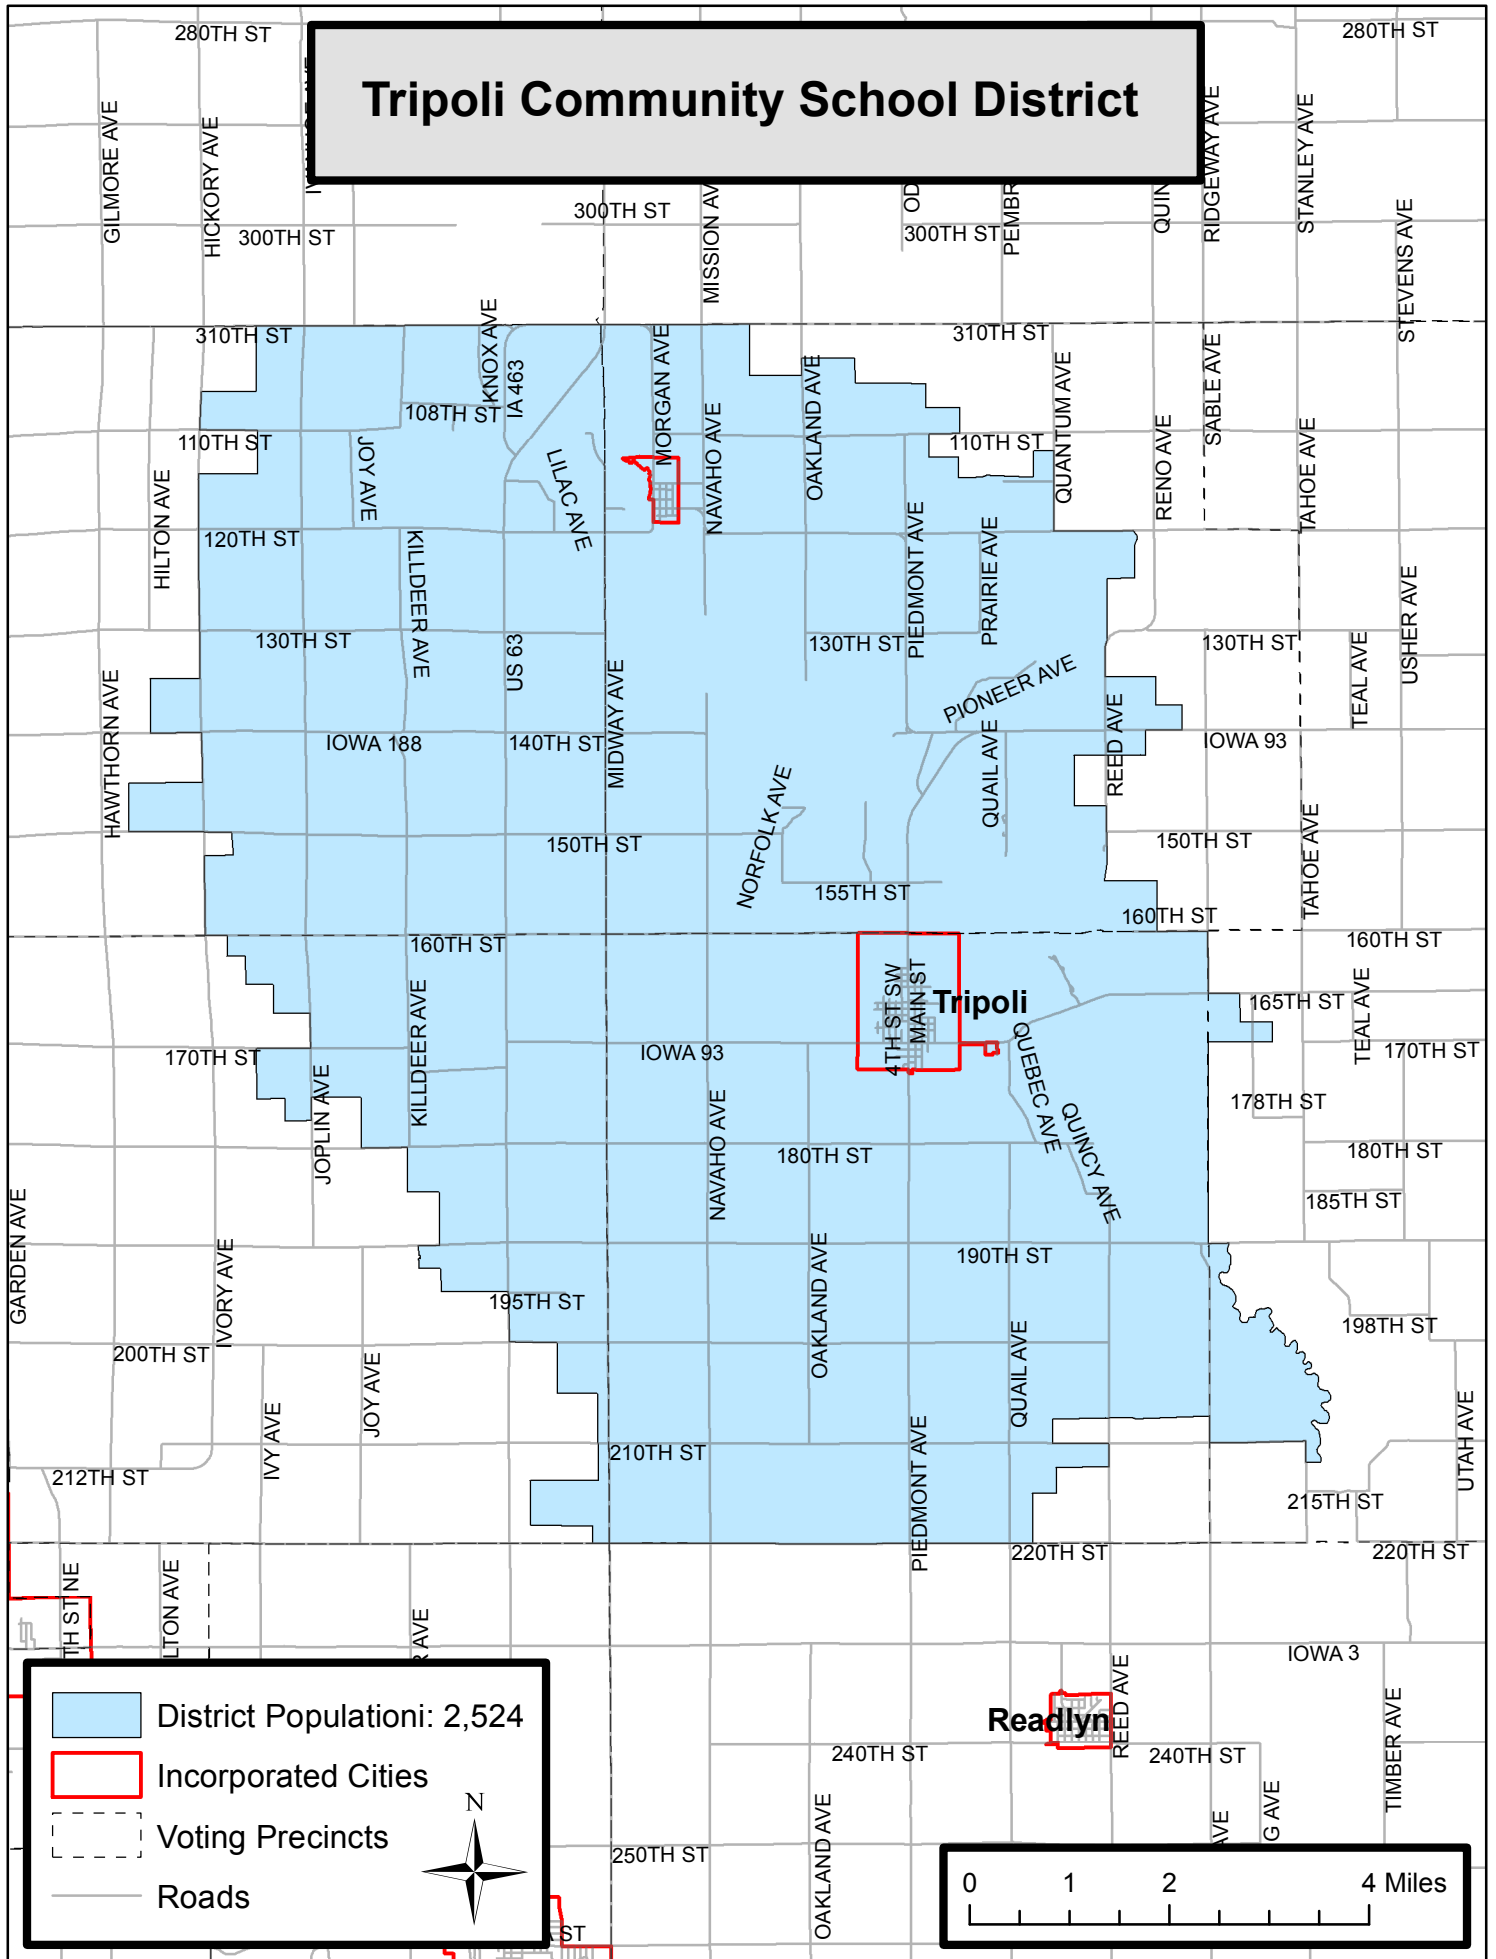 280TH ST
280TH ST
Tripoli Community School District
GILMORE AVE
HICKORY AVE
RIDGEWAY AVE
STANLEY AVE
MISSION AV
OD
PEMBR
QUIN
300TH ST
300TH ST
300TH ST
STEVENS AVE
310TH ST
KNOX AVE
IA 463
MORGAN AVE
OAKLAND AVE
310TH ST
QUANTUM AVE
SABLE AVE
108TH ST
110TH ST
JOY AVE
LILAC AVE
NAVAHO AVE
110TH ST
RENO AVE
TAHOE AVE
HILTON AVE
120TH ST
KILLDEER AVE
PIEDMONT AVE
PRAIRIE AVE
USHER AVE
130TH ST
US 63
130TH ST
130TH ST
TEAL AVE
HAWTHORN AVE
MIDWAY AVE
PIONEER AVE
REED AVE
IOWA 188
140TH ST
QUAIL AVE
IOWA 93
NORFOLK AVE
150TH ST
150TH ST
TAHOE AVE
155TH ST
160TH ST
160TH ST
160TH ST
4TH ST SW
MAIN ST
Tripoli
165TH ST
TEAL AVE
KILLDEER AVE
170TH ST
IOWA 93
QUEBEC AVE
170TH ST
JOPLIN AVE
NAVAHO AVE
QUINCY AVE
178TH ST
180TH ST
180TH ST
185TH ST
GARDEN AVE
IVORY AVE
OAKLAND AVE
190TH ST
195TH ST
198TH ST
200TH ST
JOY AVE
QUAIL AVE
IVY AVE
UTAH AVE
210TH ST
PIEDMONT AVE
212TH ST
215TH ST
220TH ST
220TH ST
TH ST NE
LTON AVE
R AVE
IOWA 3
REED AVE
Readlyn
TIMBER AVE
240TH ST
240TH ST
G AVE
AVE
OAKLAND AVE
250TH ST
ST
District Populationi: 2,524
Incorporated Cities
Voting Precincts
Roads
N
0 1 2 4 Miles